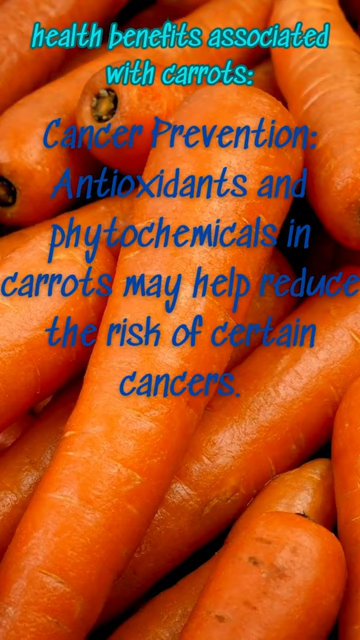 health benefits associated
with carrots:
Cancer Prevention:
Antioxidants and
phytochemicals in
carrots may help reduce
the risk of certain
cancers.